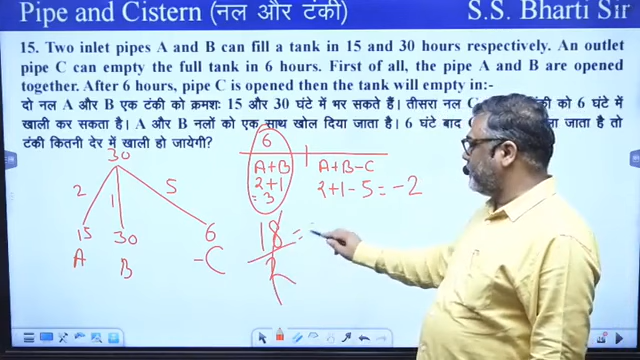 Pipe and Cistern (नल और टंकी) S.S. Bharti Sir
15. Two inlet pipes A and B can fill a tank in 15 and 30 hours respectively. An outlet
pipe C can empty the full tank in 6 hours. First of all, the pipe A and B are opened
together. After 6 hours, pipe C is opened then the tank will empty in:-
दो नल A और B एक टंकी को क्रमशः 15 और 30 घंटे में भर सकते हैं। तीसरा नल टंकी को 6 घंटे में
खाली कर सकता है। A और B नलों को एक साथ खोल दिया जाता है। 6 घंटे बाद जाता है तो
टंकी कितनी देर में खाली हो जायेगी?
30
2 1 5
15 30 6
A B -C
6
A+B A+B-C
2+1 2+1-5=-2
=3
18 =
2